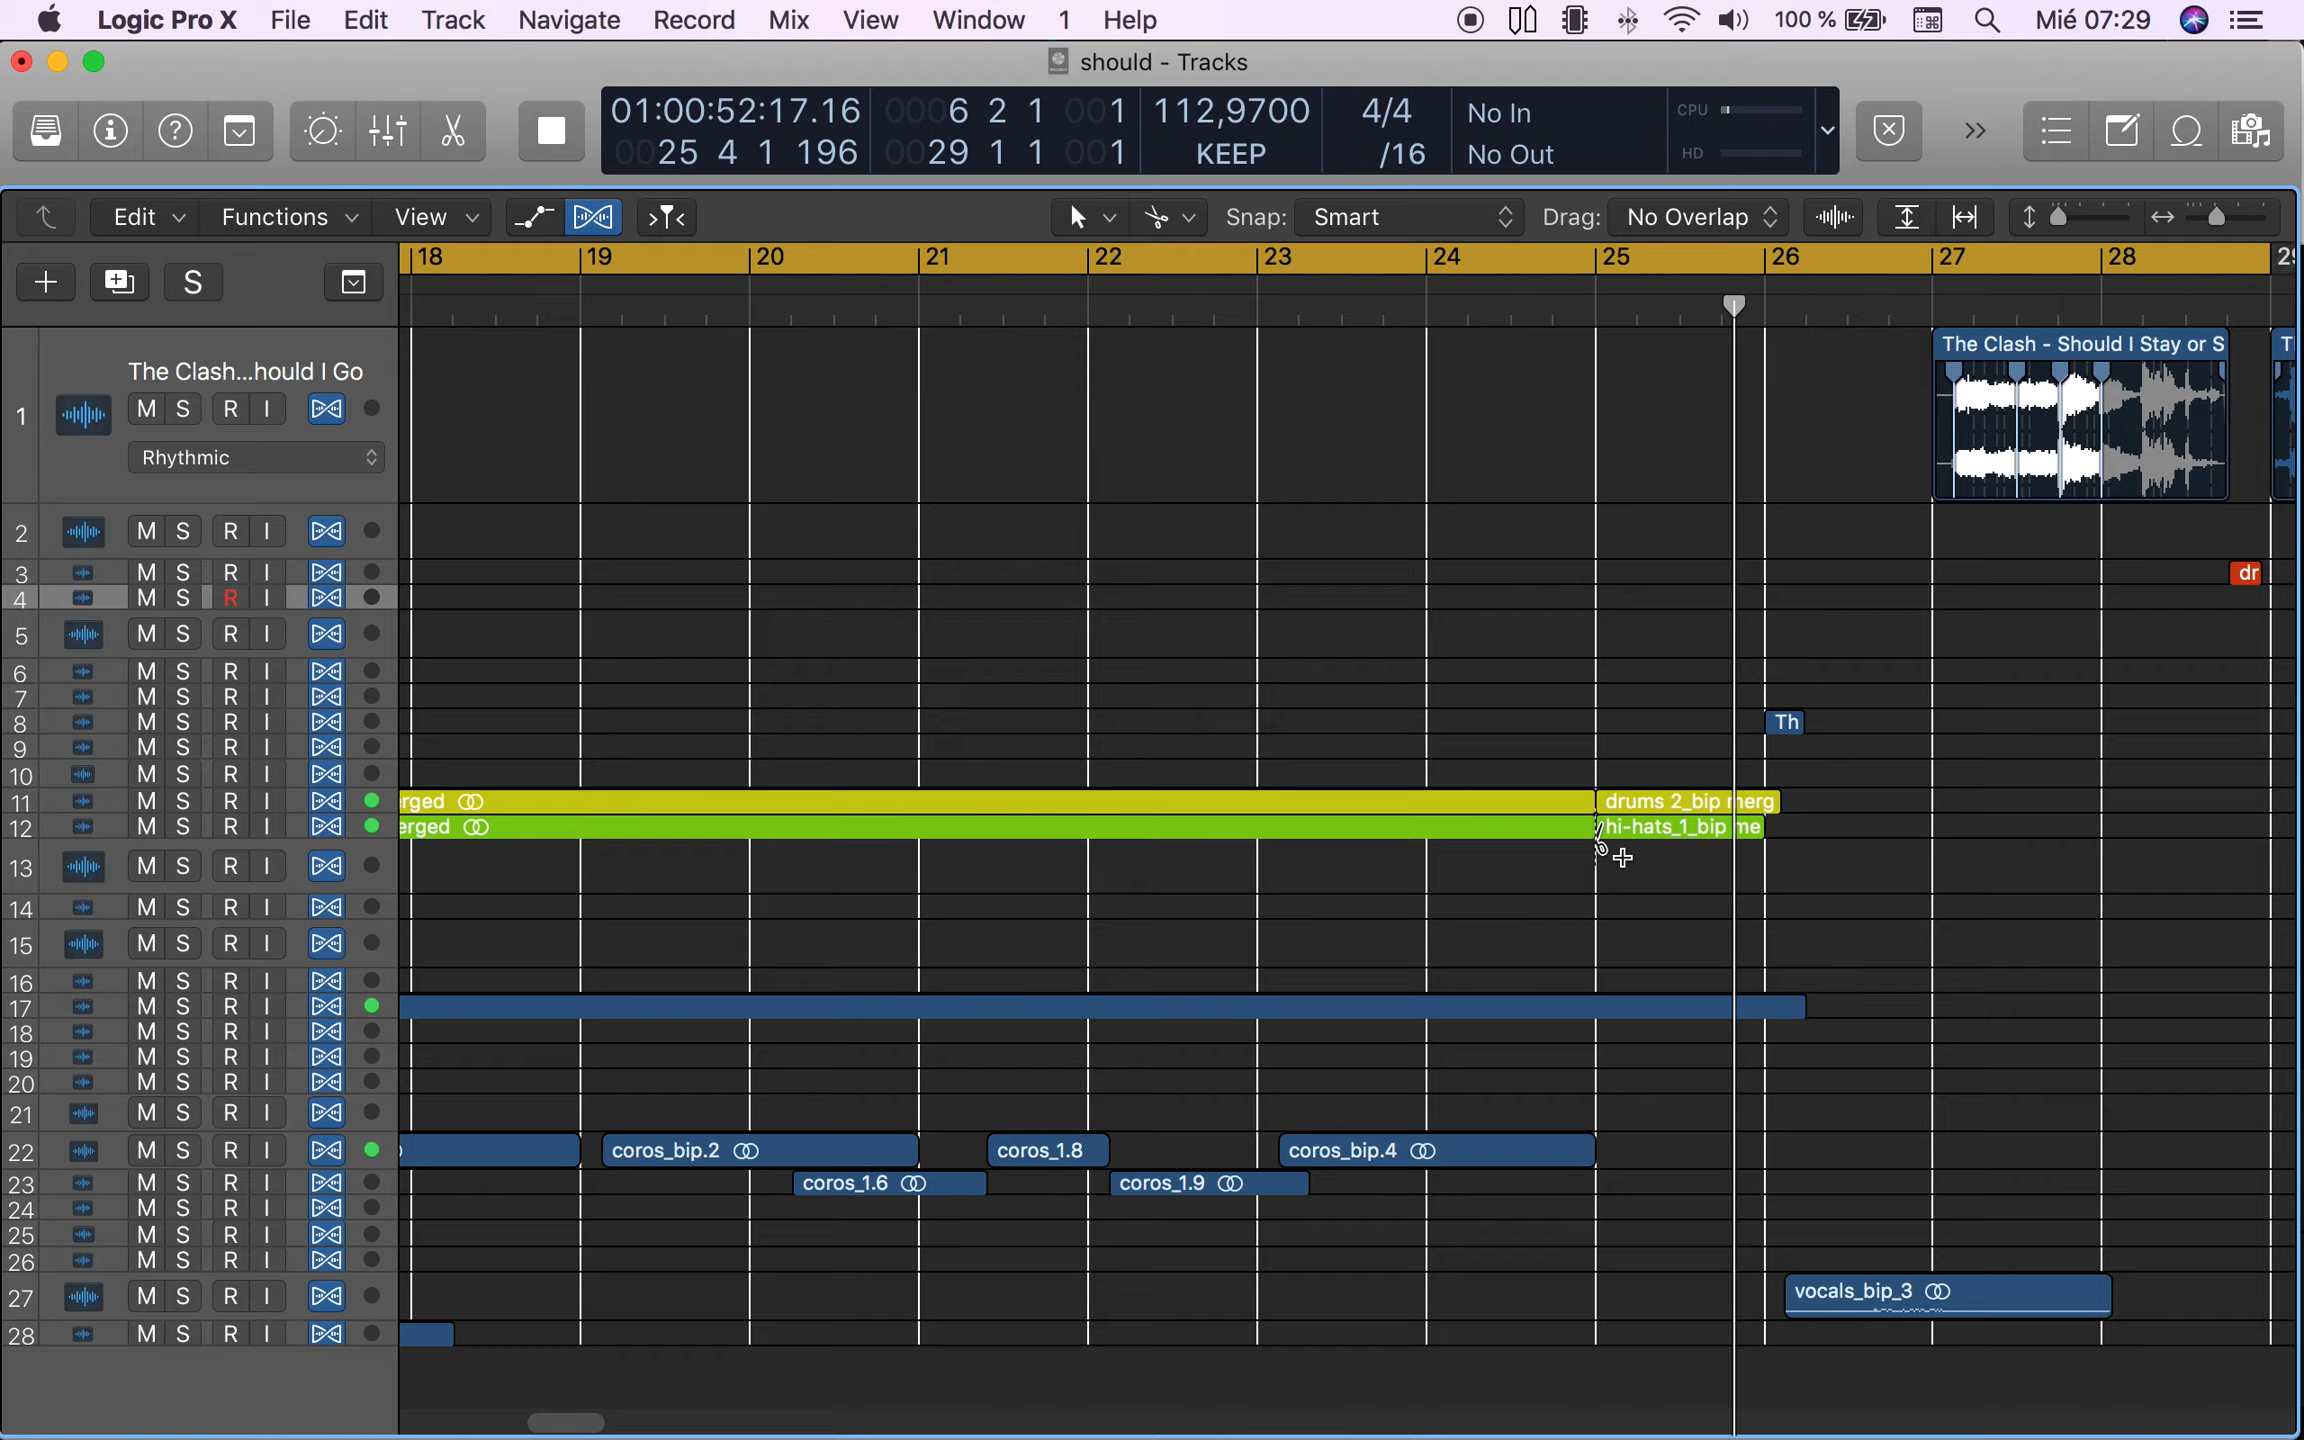 Logic Pro X File Edit Track Navigate Record Mix View Window 1 Help 100 % Mié 07:29
should - Tracks
01:00:52:17.16 0006 2 1 001 112,9700 4/4 No In CPU
0025 4 1 196 0029 1 1 001 KEEP /16 No Out HD
Edit Functions View Snap: Smart Drag: No Overlap
18 19 20 21 22 23 24 25 26 27 28 29
S
The Clash - Should I Stay or S T
The Clash...hould I Go
1 M S R I
Rhythmic
2 M S R I
3 M S R I dr
4 M S R I
5 M S R I
6 M S R I
7 M S R I
8 M S R I Th
9 M S R I
10 M S R I
11 M S R I erged drums 2_bip merg
12 M S R I erged hi-hats_1_bip me
13 M S R I
14 M S R I
15 M S R I
16 M S R I
17 M S R I
18 M S R I
19 M S R I
20 M S R I
21 M S R I
22 M S R I coros_bip.2 coros_1.8 coros_bip.4
23 M S R I coros_1.6 coros_1.9
24 M S R I
25 M S R I
26 M S R I
27 M S R I vocals_bip_3
28 M S R I